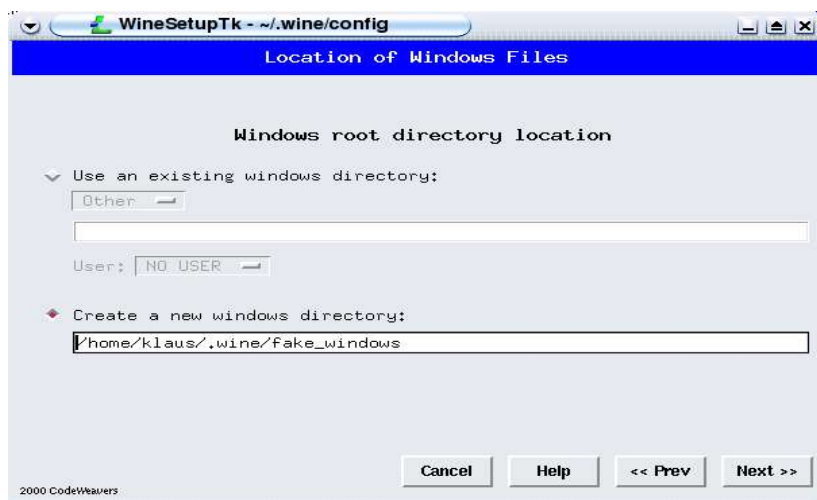 WineSetupTk - ~/.wine/config
Location of Windows Files
Windows root directory location
Use an existing windows directory:
Other
User: NO USER
Create a new windows directory:
/home/klaus/.wine/fake_windows
Cancel Help << Prev Next >>
2000 CodeWeavers